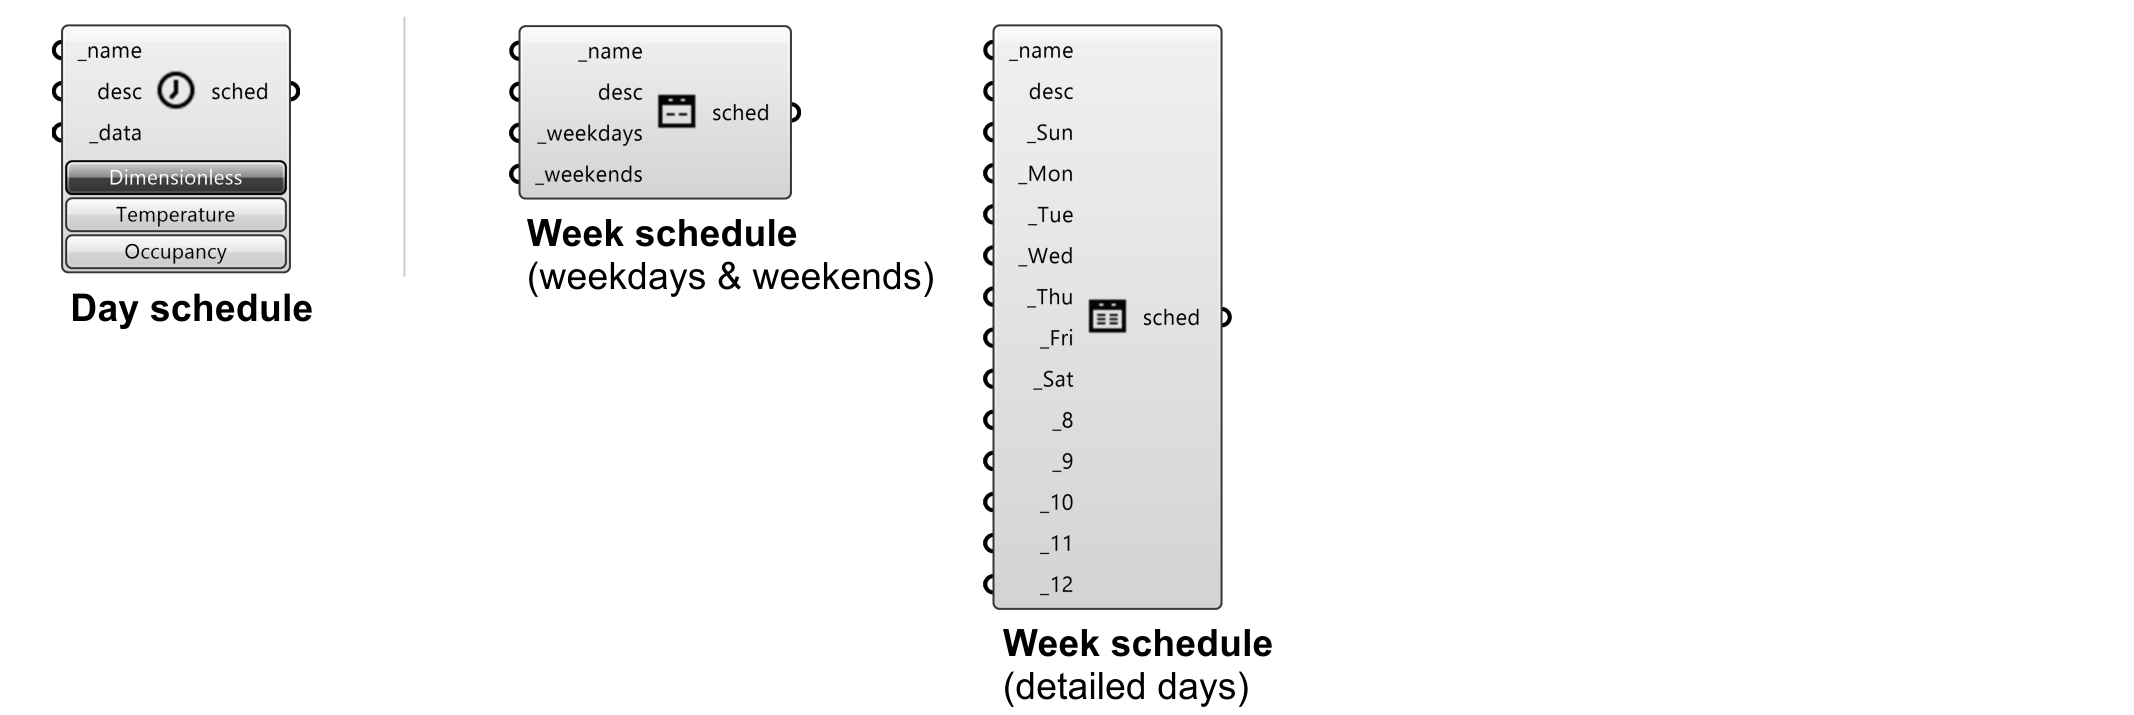 _name
desc
sched
_data
Dimensionless
Temperature
Occupancy
Day schedule
_name
desc
sched
_weekdays
_weekends
Week schedule
(weekdays & weekends)
_name
desc
_Sun
_Mon
_Tue
_Wed
_Thu
sched
_Fri
_Sat
_8
_9
_10
_11
_12
Week schedule
(detailed days)